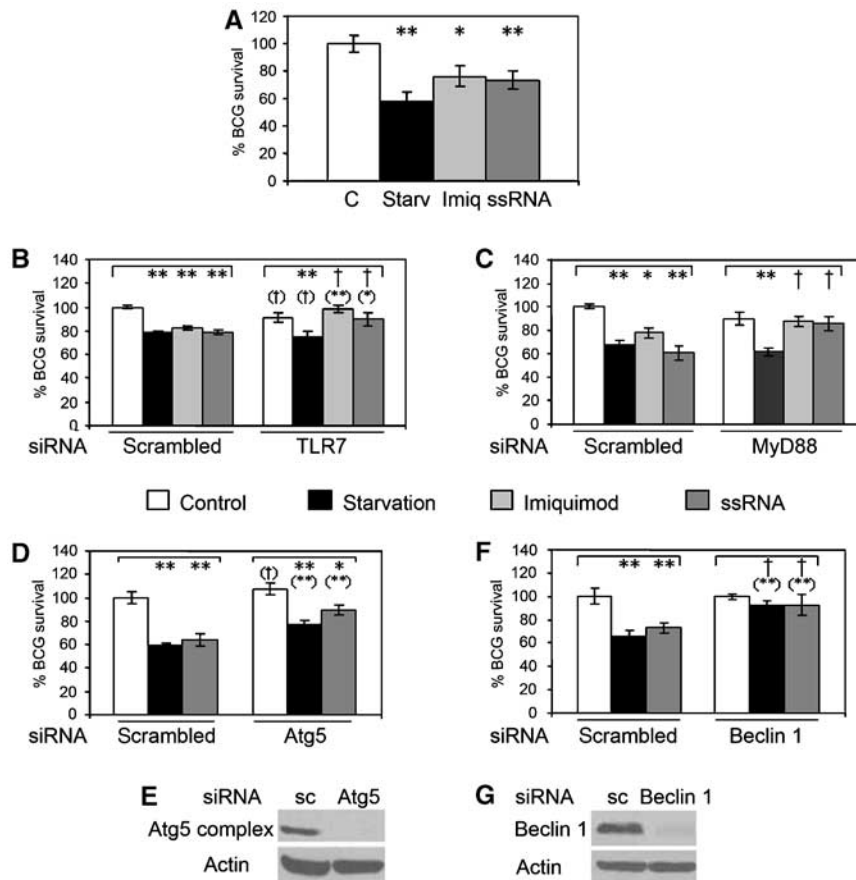 A
% BCG survival
120
100
80
60
40
20
0
** * **
C Starv Imiq ssRNA
B
% BCG survival
140
120
100
80
60
40
20
0
** ** ** ** † †
(†) (†) (**) (*)
siRNA Scrambled TLR7
C
% BCG survival
140
120
100
80
60
40
20
0
** * ** ** † †
siRNA Scrambled MyD88
Control Starvation Imiquimod ssRNA
D
% BCG survival
140
120
100
80
60
40
20
0
** ** (†) ** *
(**) (**)
siRNA Scrambled Atg5
F
% BCG survival
140
120
100
80
60
40
20
0
** ** † †
(**) (**)
siRNA Scrambled Beclin 1
E siRNA sc Atg5
Atg5 complex
Actin
G siRNA sc Beclin 1
Beclin 1
Actin